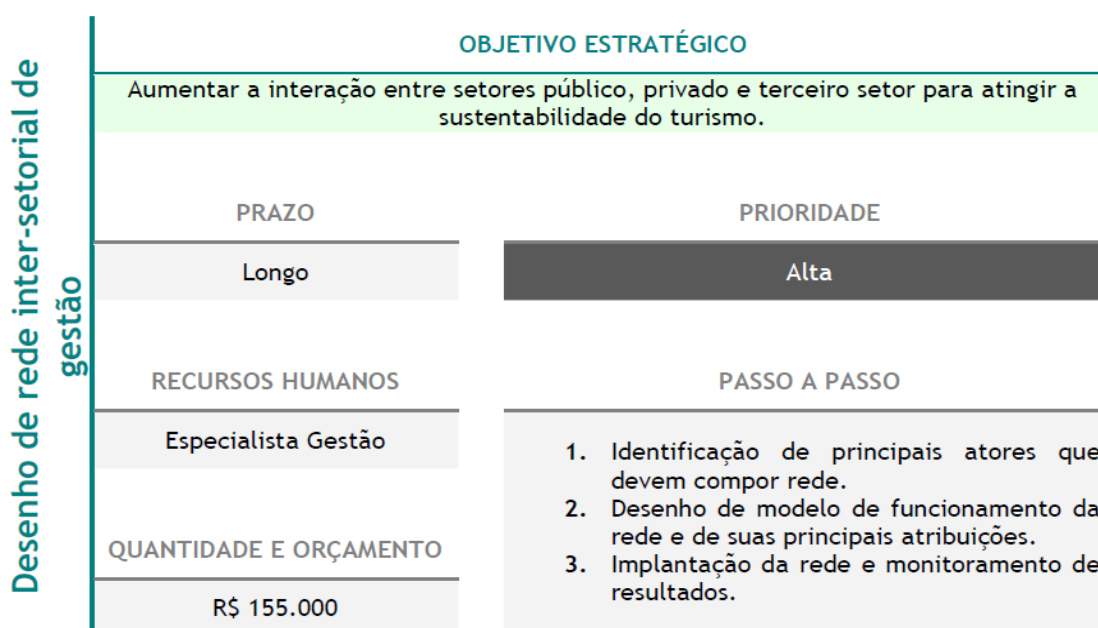 Desenho de rede inter-setorial de
gestão
OBJETIVO ESTRATÉGICO
Aumentar a interação entre setores público, privado e terceiro setor para atingir a
sustentabilidade do turismo.
PRAZO
Longo
PRIORIDADE
Alta
RECURSOS HUMANOS
Especialista Gestão
QUANTIDADE E ORÇAMENTO
R$ 155.000
PASSO A PASSO
1. Identificação de principais atores que
devem compor rede.
2. Desenho de modelo de funcionamento da
rede e de suas principais atribuições.
3. Implantação da rede e monitoramento de
resultados.